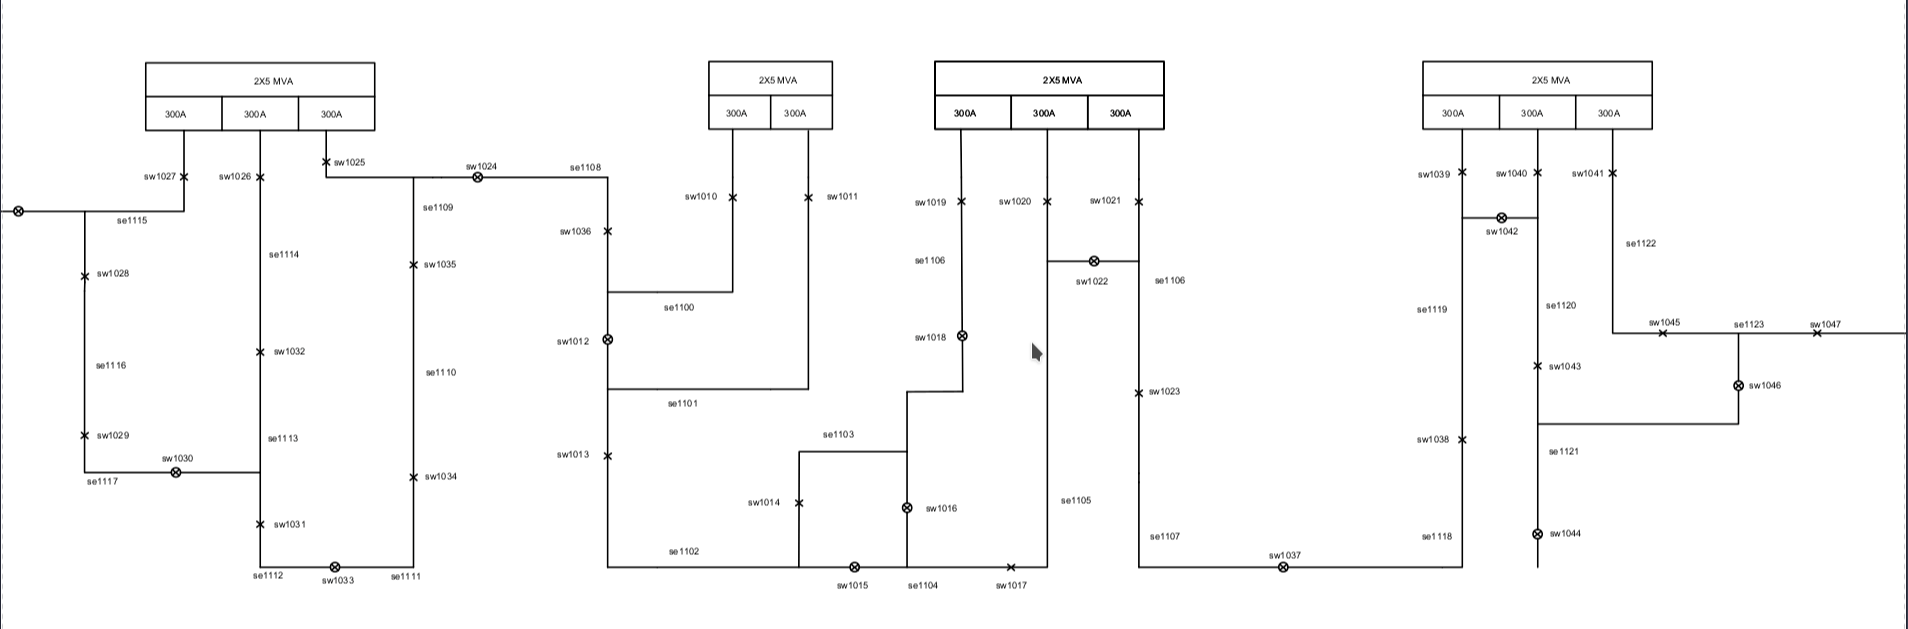 2X5 MVA
300A
300A
300A
2X5 MVA
300A
300A
2X5 MVA
300A
300A
300A
2X5 MVA
300A
300A
300A
sw1027
sw1026
sw1025
sw1024
se1108
se1115
se1109
sw1028
se1114
sw1035
se1116
sw1032
se1110
sw1029
se1113
sw1030
se1117
sw1034
sw1031
se1112
sw1033
se1111
sw1010
sw1011
sw1036
se1100
sw1012
se1101
sw1013
se1102
sw1019
sw1020
sw1021
se1106
sw1022
se1106
sw1018
sw1023
se1103
sw1014
sw1016
se1105
sw1015
se1104
sw1017
se1107
sw1037
sw1039
sw1040
sw1041
sw1042
se1122
se1119
se1120
sw1045
se1123
sw1047
sw1043
sw1046
sw1038
se1121
se1118
sw1044